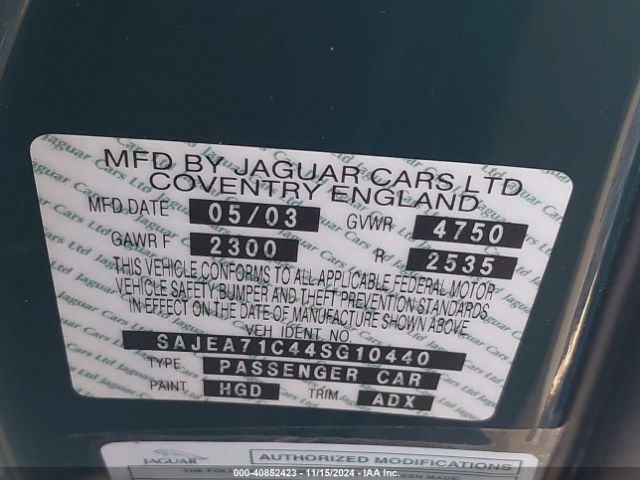 MFD BY JAGUAR CARS LTD
COVENTRY ENGLAND
MFD DATE 05/03 GVWR 4750
GAWR F 2300 R 2535
THIS VEHICLE CONFORMS TO ALL APPLICABLE FEDERAL MOTOR
VEHICLE SAFETY BUMPER AND THEFT PREVENTION STANDARDS
IN EFFECT ON THE DATE OF MANUFACTURE SHOWN ABOVE
VEH IDENT. NO.
SAJEA71C44SG10440
TYPE PASSENGER CAR
PAINT HGD TRIM ADX
JAGUAR AUTHORIZED MODIFICATIONS
000-40852423 - 11/15/2024 - IAA Inc.